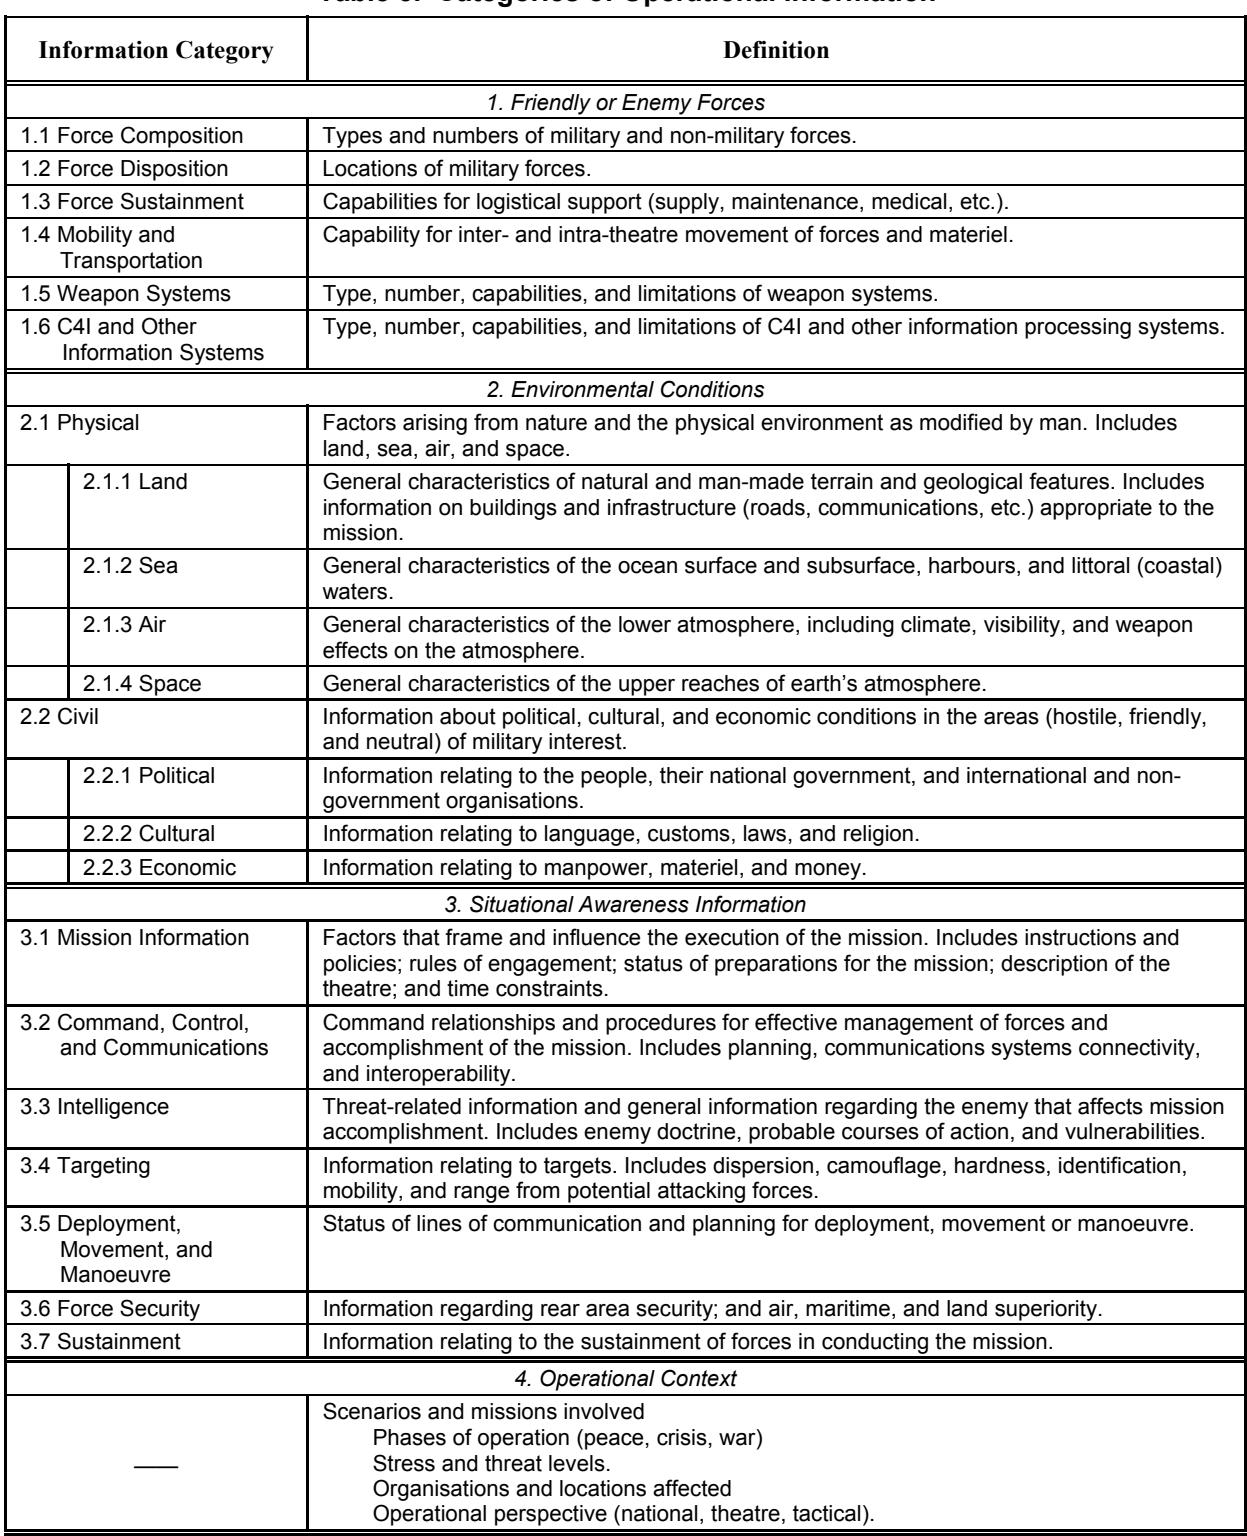 Information Category
Definition
1. Friendly or Enemy Forces
1.1 Force Composition
Types and numbers of military and non-military forces.
1.2 Force Disposition
Locations of military forces.
1.3 Force Sustainment
Capabilities for logistical support (supply, maintenance, medical, etc.).
1.4 Mobility and
Transportation
Capability for inter- and intra-theatre movement of forces and materiel.
1.5 Weapon Systems
Type, number, capabilities, and limitations of weapon systems.
1.6 C4I and Other
Information Systems
Type, number, capabilities, and limitations of C4I and other information processing systems.
2. Environmental Conditions
2.1 Physical
Factors arising from nature and the physical environment as modified by man. Includes
land, sea, air, and space.
2.1.1 Land
General characteristics of natural and man-made terrain and geological features. Includes
information on buildings and infrastructure (roads, communications, etc.) appropriate to the
mission.
2.1.2 Sea
General characteristics of the ocean surface and subsurface, harbours, and littoral (coastal)
waters.
2.1.3 Air
General characteristics of the lower atmosphere, including climate, visibility, and weapon
effects on the atmosphere.
2.1.4 Space
General characteristics of the upper reaches of earth's atmosphere.
2.2 Civil
Information about political, cultural, and economic conditions in the areas (hostile, friendly,
and neutral) of military interest.
2.2.1 Political
Information relating to the people, their national government, and international and non-
government organisations.
2.2.2 Cultural
Information relating to language, customs, laws, and religion.
2.2.3 Economic
Information relating to manpower, materiel, and money.
3. Situational Awareness Information
3.1 Mission Information
Factors that frame and influence the execution of the mission. Includes instructions and
policies; rules of engagement; status of preparations for the mission; description of the
theatre; and time constraints.
3.2 Command, Control,
and Communications
Command relationships and procedures for effective management of forces and
accomplishment of the mission. Includes planning, communications systems connectivity,
and interoperability.
3.3 Intelligence
Threat-related information and general information regarding the enemy that affects mission
accomplishment. Includes enemy doctrine, probable courses of action, and vulnerabilities.
3.4 Targeting
Information relating to targets. Includes dispersion, camouflage, hardness, identification,
mobility, and range from potential attacking forces.
3.5 Deployment,
Movement, and
Manoeuvre
Status of lines of communication and planning for deployment, movement or manoeuvre.
3.6 Force Security
Information regarding rear area security; and air, maritime, and land superiority.
3.7 Sustainment
Information relating to the sustainment of forces in conducting the mission.
4. Operational Context
——
Scenarios and missions involved
Phases of operation (peace, crisis, war)
Stress and threat levels.
Organisations and locations affected
Operational perspective (national, theatre, tactical).